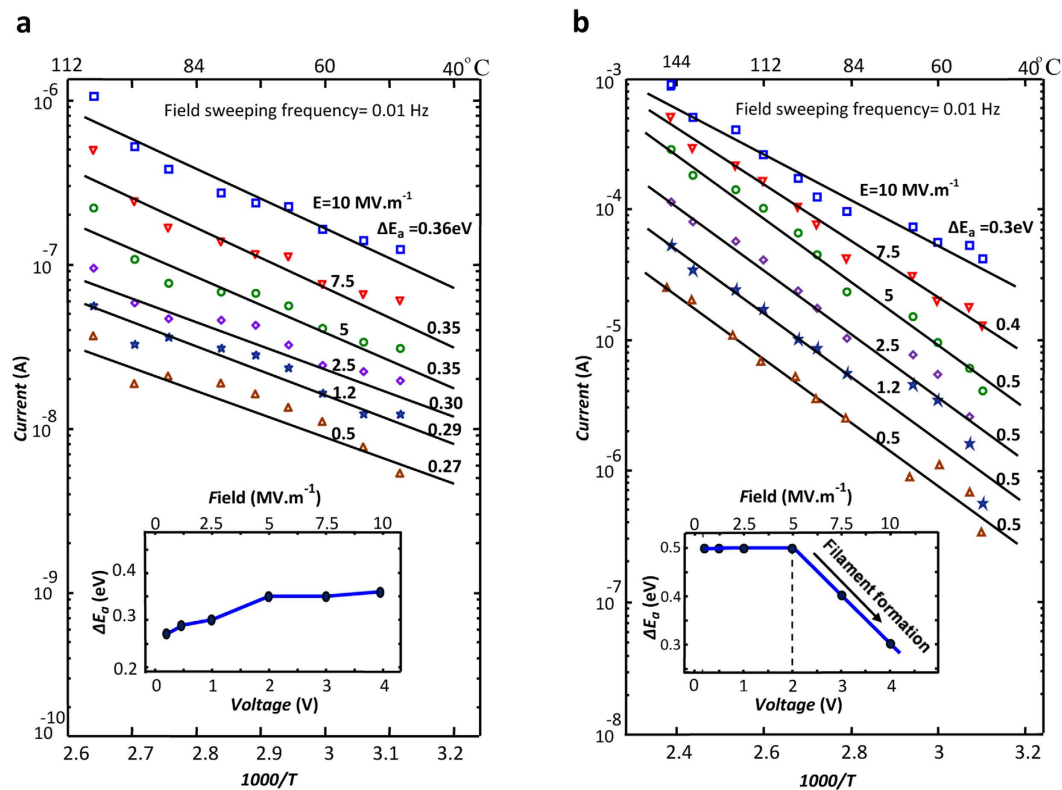 a
112 84 60 40°C
Field sweeping frequency= 0.01 Hz
E=10 MV.m-1
ΔEa =0.36eV
7.5
0.35
5
0.35
2.5
0.30
1.2
0.29
0.5
0.27
Current (A)
10-6
10-7
10-8
10-9
10-10
Field (MV.m-1)
0 2.5 5 7.5 10
ΔEa (eV)
0.4
0.3
0.2
0 1 2 3 4
Voltage (V)
2.6 2.7 2.8 2.9 3.0 3.1 3.2
1000/T
b
144 112 84 60 40°C
Field sweeping frequency= 0.01 Hz
E=10 MV.m-1
ΔEa =0.3eV
7.5
0.4
5
0.5
2.5
0.5
1.2
0.5
0.5
0.5
Current (A)
10-3
10-4
10-5
10-6
10-7
10-8
Field (MV.m-1)
0 2.5 5 7.5 10
ΔEa (eV)
0.5
0.4
0.3
Filament formation
0 1 2 3 4
Voltage (V)
2.4 2.6 2.8 3 3.2
1000/T